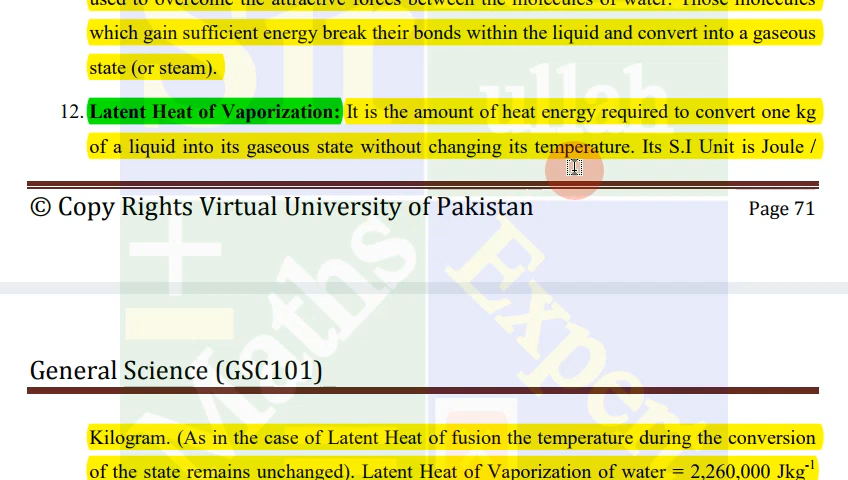 used to overcome the attractive forces between the molecules of water. Those molecules
which gain sufficient energy break their bonds within the liquid and convert into a gaseous
state (or steam).
12. Latent Heat of Vaporization: It is the amount of heat energy required to convert one kg
of a liquid into its gaseous state without changing its temperature. Its S.I Unit is Joule /
© Copy Rights Virtual University of Pakistan Page 71
General Science (GSC101)
Kilogram. (As in the case of Latent Heat of fusion the temperature during the conversion
of the state remains unchanged). Latent Heat of Vaporization of water = 2,260,000 Jkg⁻¹
Sir
ullah
Maths
Expert